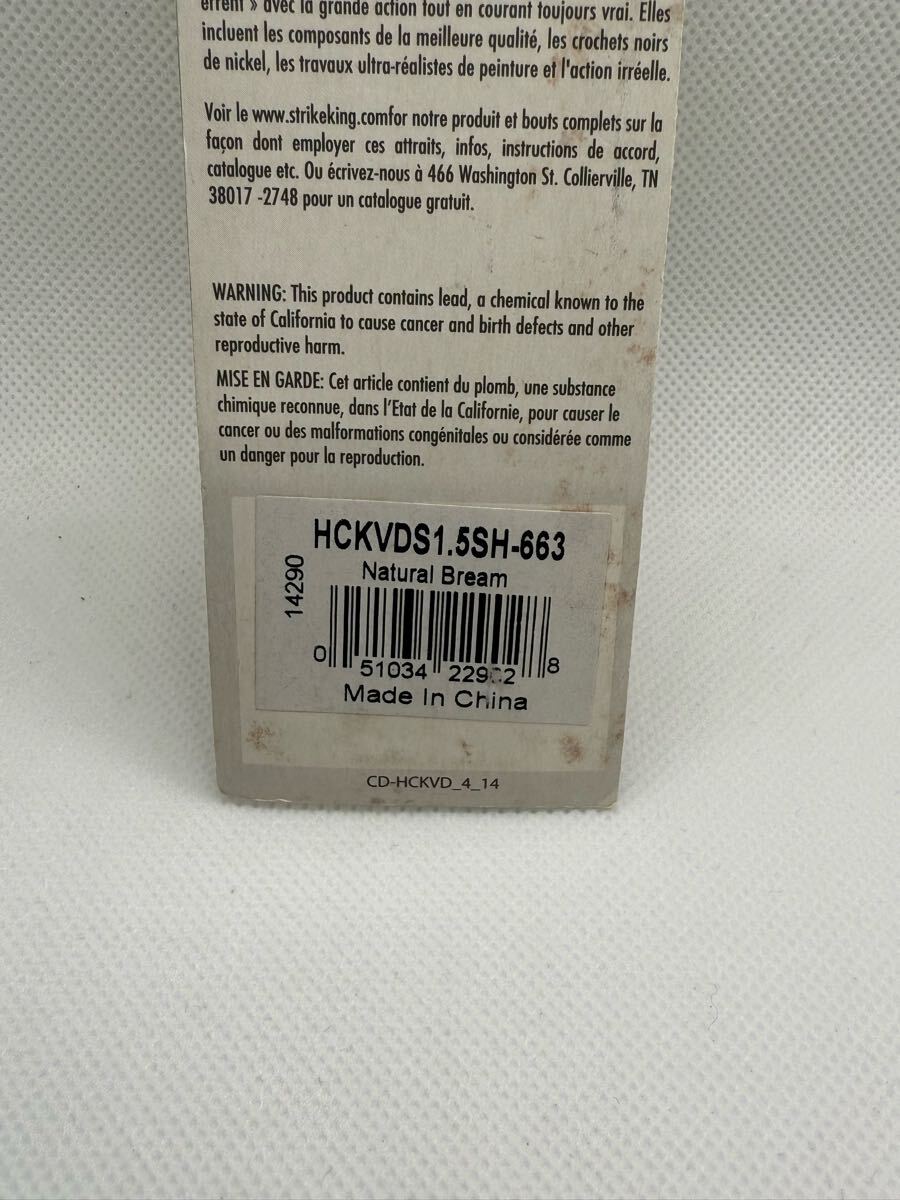 avec la grande action tout en courant toujours vrai. Elles
incluent les composants de la meilleure qualité, les crochets noirs
de nickel, les travaux ultra-réalistes de peinture et l'action irréelle.
Voir le www.strikeking.comfor notre produit et bouts complets sur la
façon dont employer ces attraits, infos, instructions de accord,
catalogue etc. Ou écrivez-nous à 466 Washington St. Collierville, TN
38017 -2748 pour un catalogue gratuit.
WARNING: This product contains lead, a chemical known to the
state of California to cause cancer and birth defects and other
reproductive harm.
MISE EN GARDE: Cet article contient du plomb, une substance
chimique reconnue, dans l'Etat de la Californie, pour causer le
cancer ou des malformations congénitales ou considérée comme
un danger pour la reproduction.
HCKVDS1.5SH-663
Natural Bream
14290
0 51034 8
Made In China
CD-HCKVD_4_14